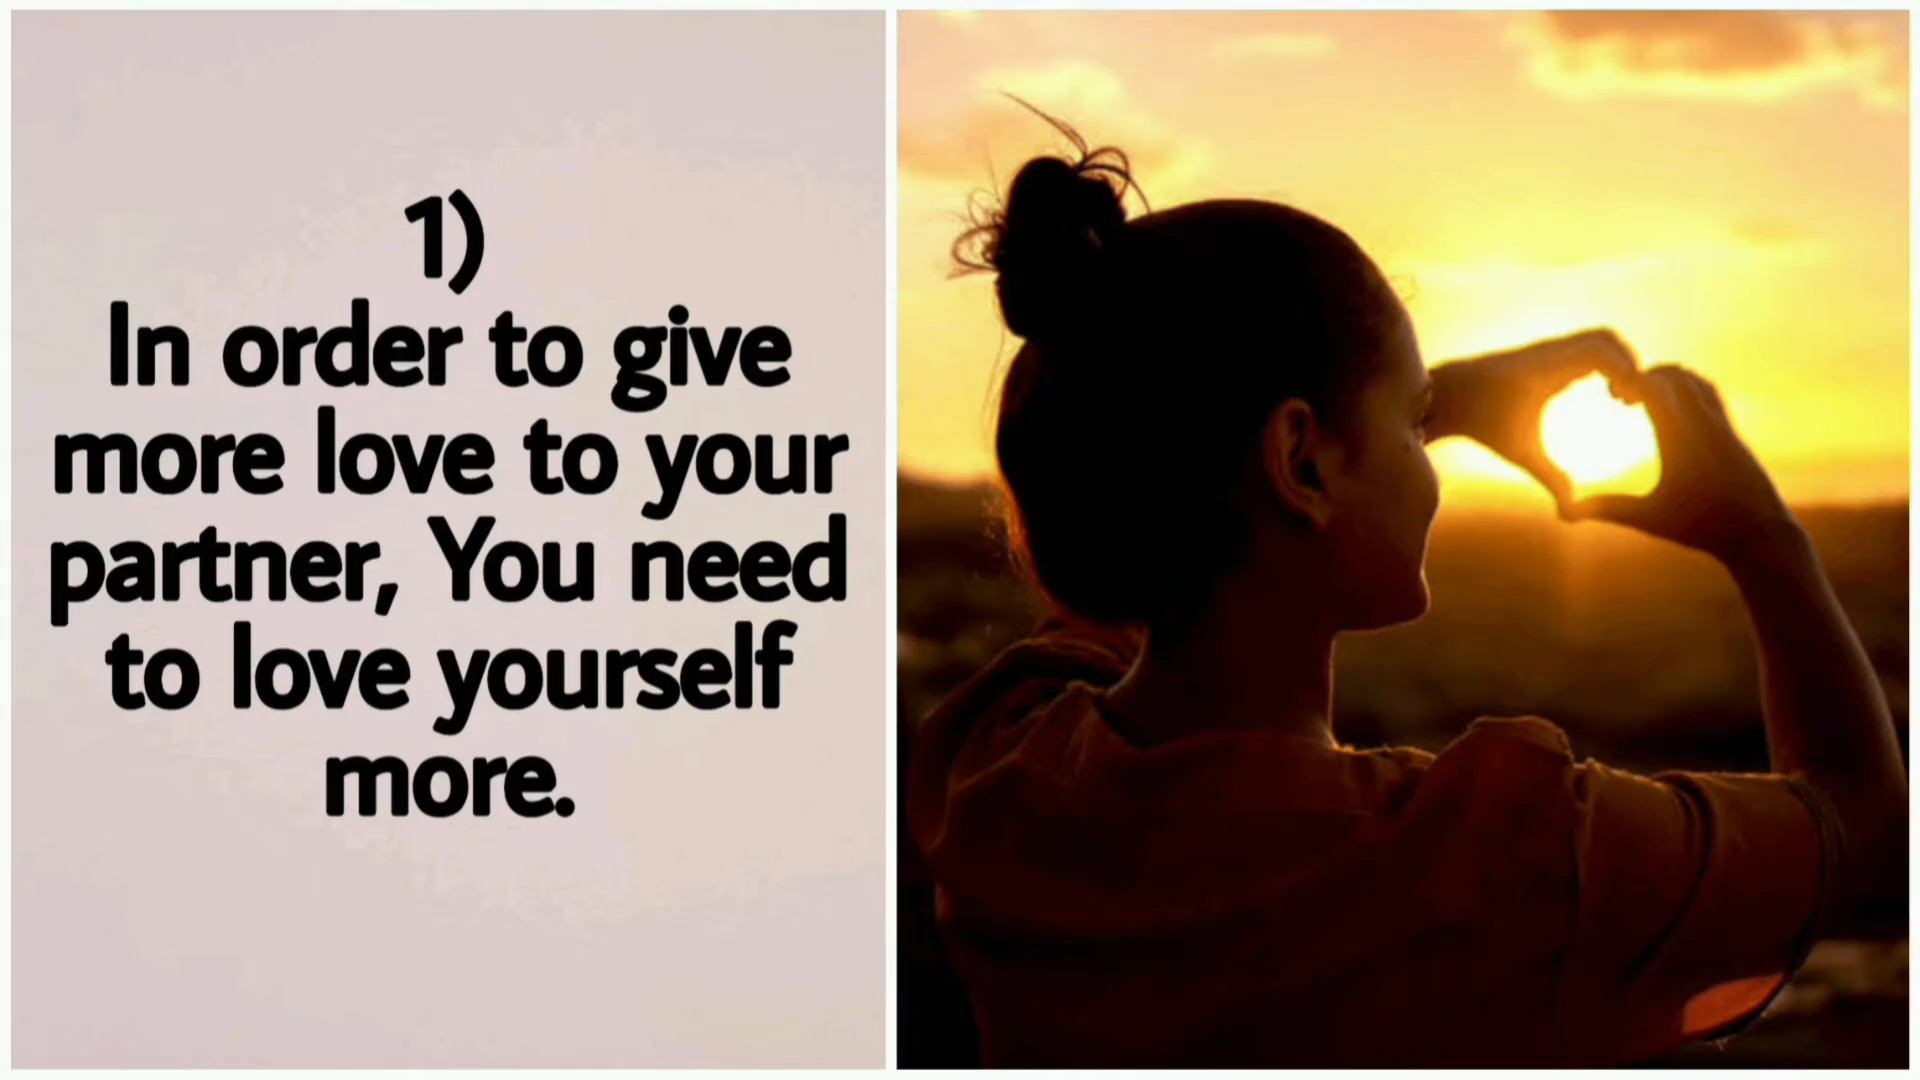 1)
In order to give
more love to your
partner, You need
to love yourself
more.